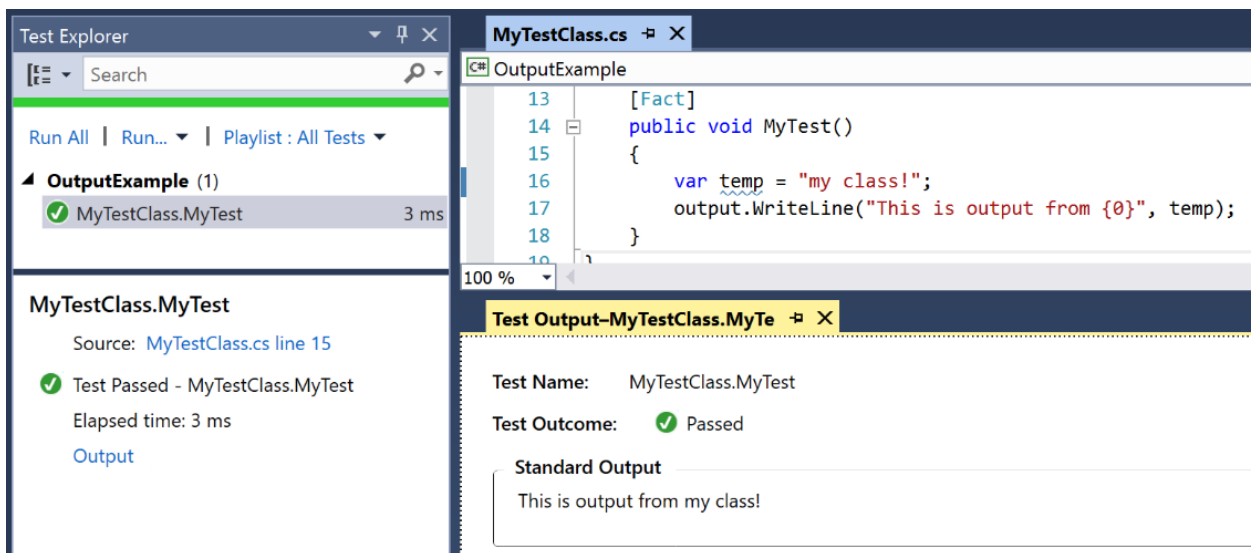 Test Explorer
Search
Run All | Run... | Playlist : All Tests
OutputExample (1)
MyTestClass.MyTest 3 ms
MyTestClass.MyTest
Source: MyTestClass.cs line 15
Test Passed - MyTestClass.MyTest
Elapsed time: 3 ms
Output
MyTestClass.cs
C# OutputExample
13 [Fact]
14 public void MyTest()
15 {
16 var temp = "my class!";
17 output.WriteLine("This is output from {0}", temp);
18 }
19 }
100 %
Test Output–MyTestClass.MyTe
Test Name: MyTestClass.MyTest
Test Outcome: Passed
Standard Output
This is output from my class!